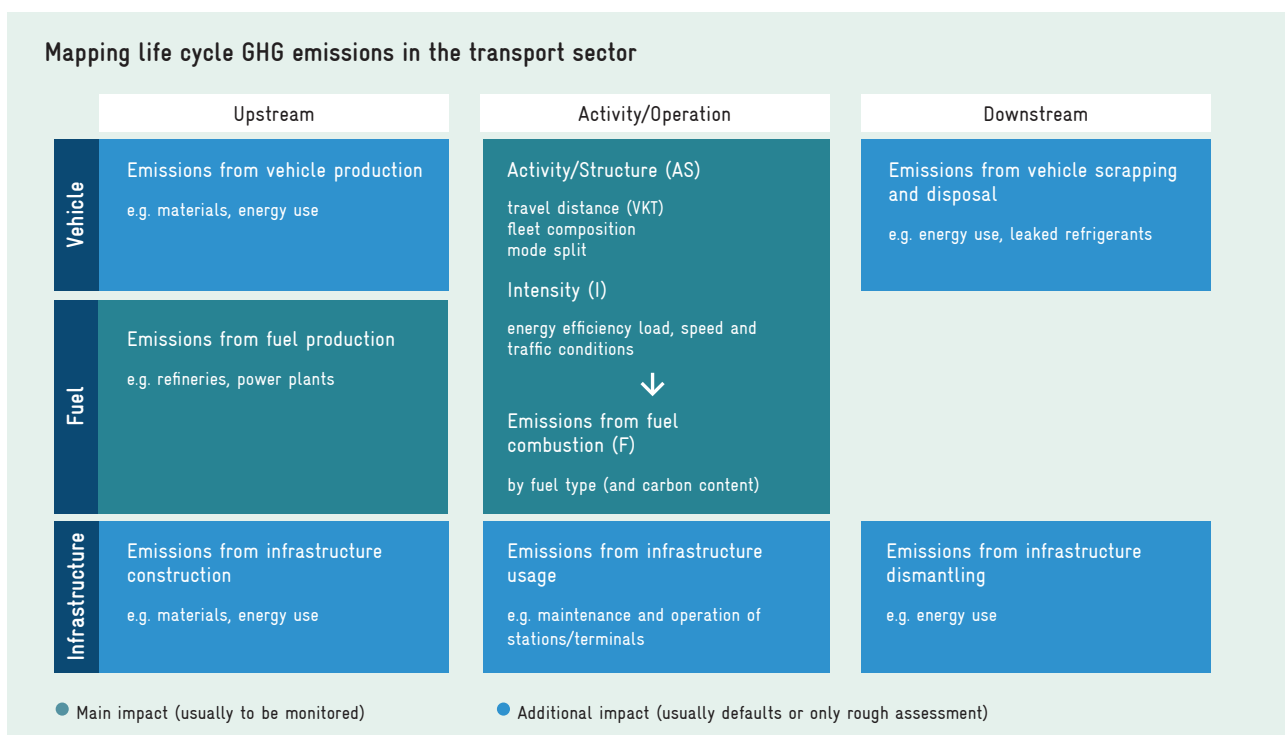 Mapping life cycle GHG emissions in the transport sector
Upstream
Activity/Operation
Downstream
Vehicle
Emissions from vehicle production
e.g. materials, energy use
Activity/Structure (AS)
travel distance (VKT)
fleet composition
mode split
Intensity (I)
energy efficiency load, speed and
traffic conditions
Emissions from fuel
combustion (F)
by fuel type (and carbon content)
Emissions from vehicle scrapping
and disposal
e.g. energy use, leaked refrigerants
Fuel
Emissions from fuel production
e.g. refineries, power plants
Infrastructure
Emissions from infrastructure
construction
e.g. materials, energy use
Emissions from infrastructure
usage
e.g. maintenance and operation of
stations/terminals
Emissions from infrastructure
dismantling
e.g. energy use
Main impact (usually to be monitored)
Additional impact (usually defaults or only rough assessment)